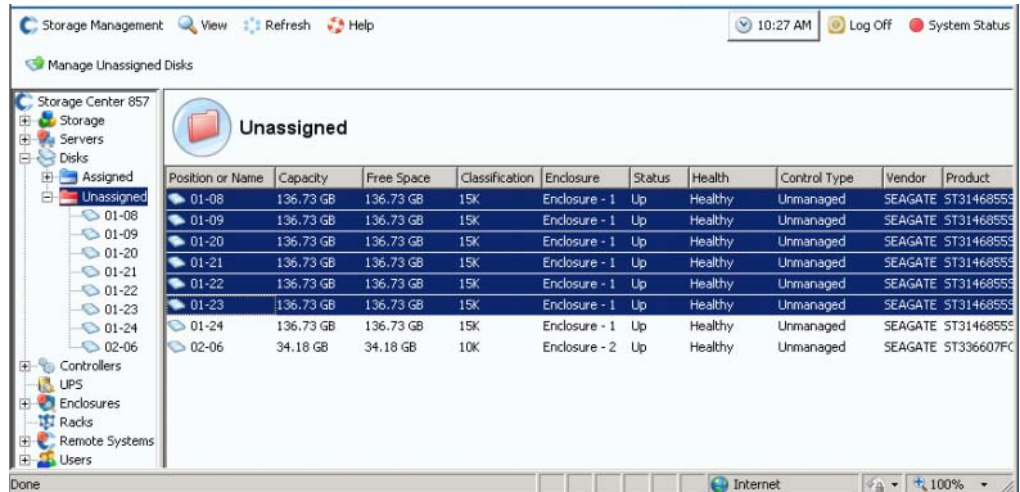 Storage Management View Refresh Help 10:27 AM Log Off System Status
Manage Unassigned Disks
Storage Center 857
Storage
Servers
Disks
Assigned
Unassigned
01-08
01-09
01-20
01-21
01-22
01-23
01-24
02-06
Controllers
UPS
Enclosures
Racks
Remote Systems
Users
Unassigned
Position or Name Capacity Free Space Classification Enclosure Status Health Control Type Vendor Product
01-08 136.73 GB 136.73 GB 15K Enclosure - 1 Up Healthy Unmanaged SEAGATE ST3146855S
01-09 136.73 GB 136.73 GB 15K Enclosure - 1 Up Healthy Unmanaged SEAGATE ST3146855S
01-20 136.73 GB 136.73 GB 15K Enclosure - 1 Up Healthy Unmanaged SEAGATE ST3146855S
01-21 136.73 GB 136.73 GB 15K Enclosure - 1 Up Healthy Unmanaged SEAGATE ST3146855S
01-22 136.73 GB 136.73 GB 15K Enclosure - 1 Up Healthy Unmanaged SEAGATE ST3146855S
01-23 136.73 GB 136.73 GB 15K Enclosure - 1 Up Healthy Unmanaged SEAGATE ST3146855S
01-24 136.73 GB 136.73 GB 15K Enclosure - 1 Up Healthy Unmanaged SEAGATE ST3146855S
02-06 34.18 GB 34.18 GB 10K Enclosure - 2 Up Healthy Unmanaged SEAGATE ST336607FC
Done Internet 100%